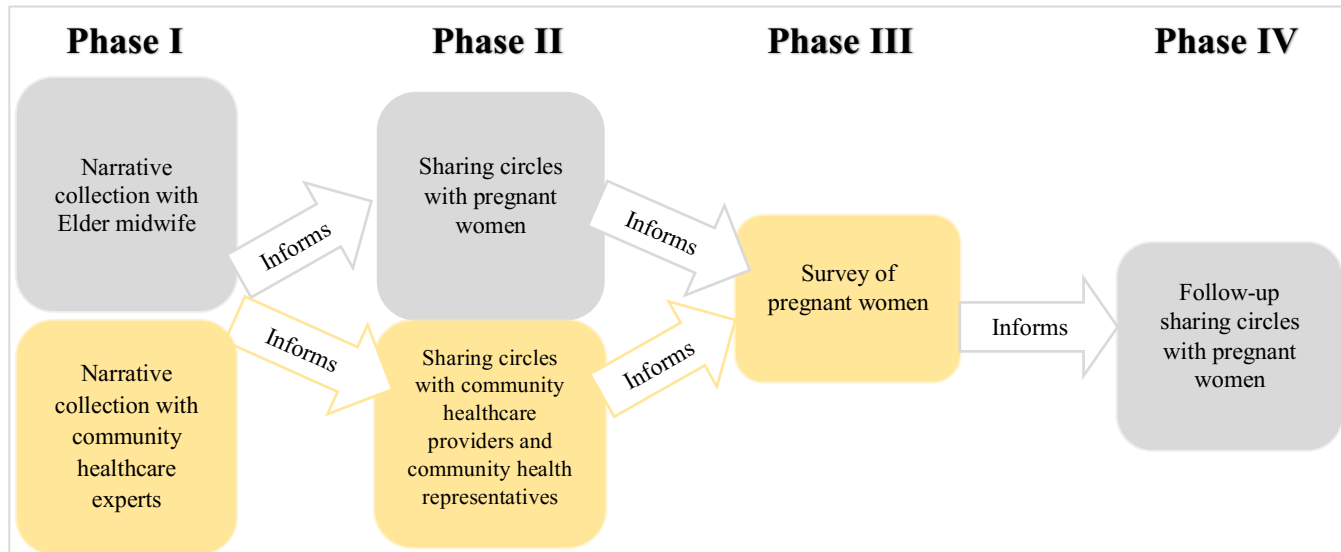 Phase I
Phase II
Phase III
Phase IV
Narrative
collection with
Elder midwife
Informs
Sharing circles
with pregnant
women
Informs
Survey of
pregnant women
Informs
Follow-up
sharing circles
with pregnant
women
Narrative
collection with
community
healthcare
experts
Informs
Sharing circles
with community
healthcare
providers and
community health
representatives
Informs